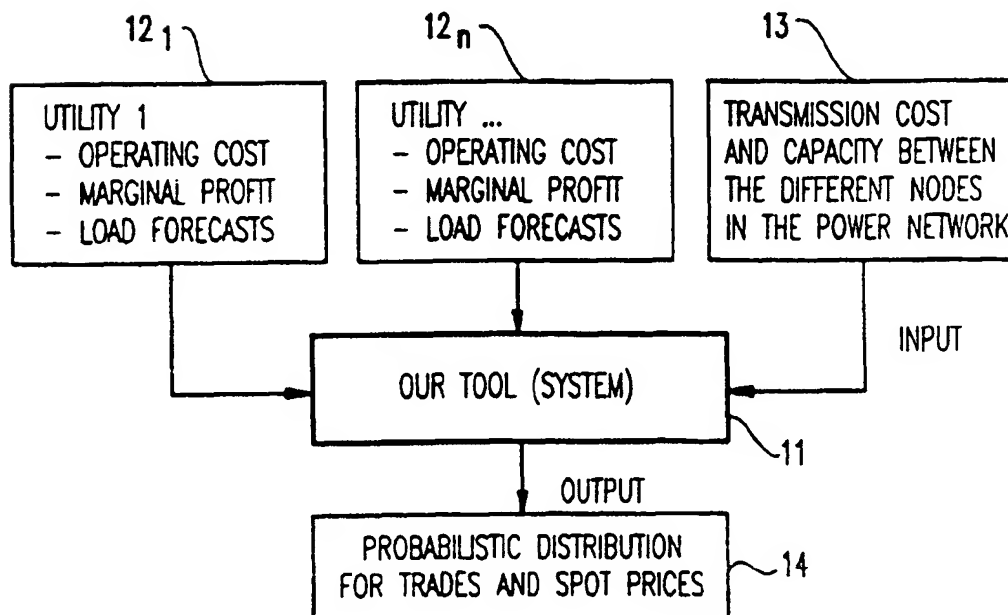 12 1
12 n
13
UTILITY 1
- OPERATING COST
- MARGINAL PROFIT
- LOAD FORECASTS
UTILITY ...
- OPERATING COST
- MARGINAL PROFIT
- LOAD FORECASTS
TRANSMISSION COST
AND CAPACITY BETWEEN
THE DIFFERENT NODES
IN THE POWER NETWORK
INPUT
OUR TOOL (SYSTEM)
11
OUTPUT
PROBABILISTIC DISTRIBUTION
FOR TRADES AND SPOT PRICES
14